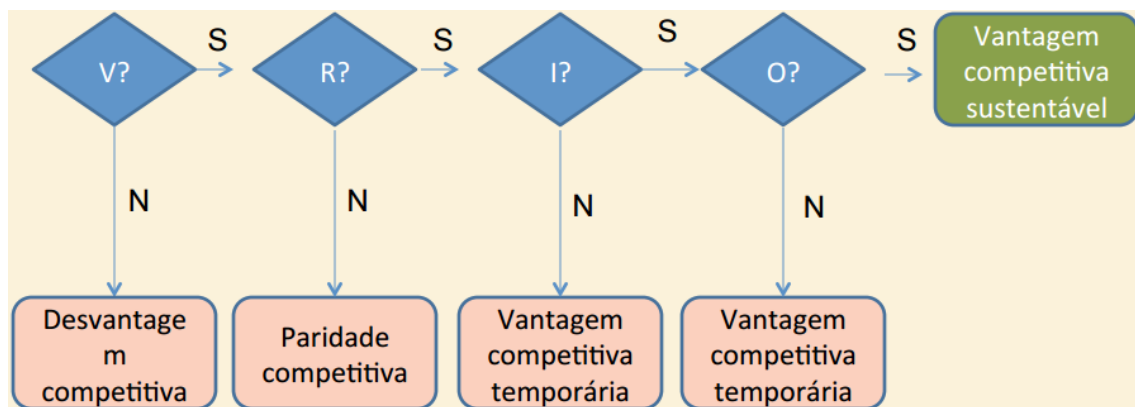 V?
S
R?
S
I?
S
O?
S
Vantagem
competitiva
sustentável
N
N
N
N
Desvantage
m
competitiva
Paridade
competitiva
Vantagem
competitiva
temporária
Vantagem
competitiva
temporária